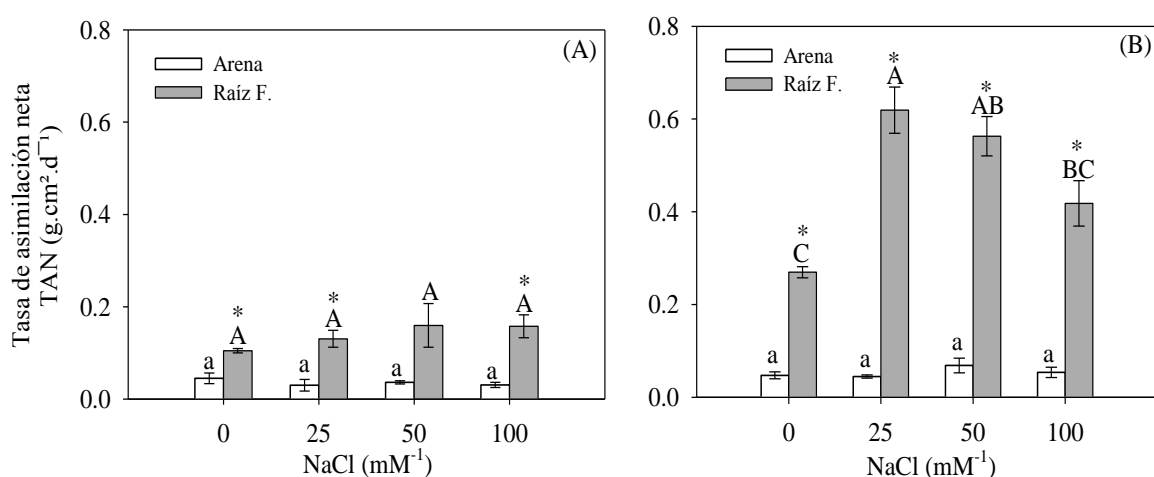 Tasa de asimilación neta
TAN (g.cm².d⁻¹)
0.8
0.6
0.4
0.2
0.0
(A)
Arena
Raíz F.
a
*
A
a
*
A
a
A
a
*
A
0
25
50
100
NaCl (mM⁻¹)
0.8
0.6
0.4
0.2
0.0
(B)
Arena
Raíz F.
a
*
C
a
*
A
a
*
AB
a
*
BC
0
25
50
100
NaCl (mM⁻¹)